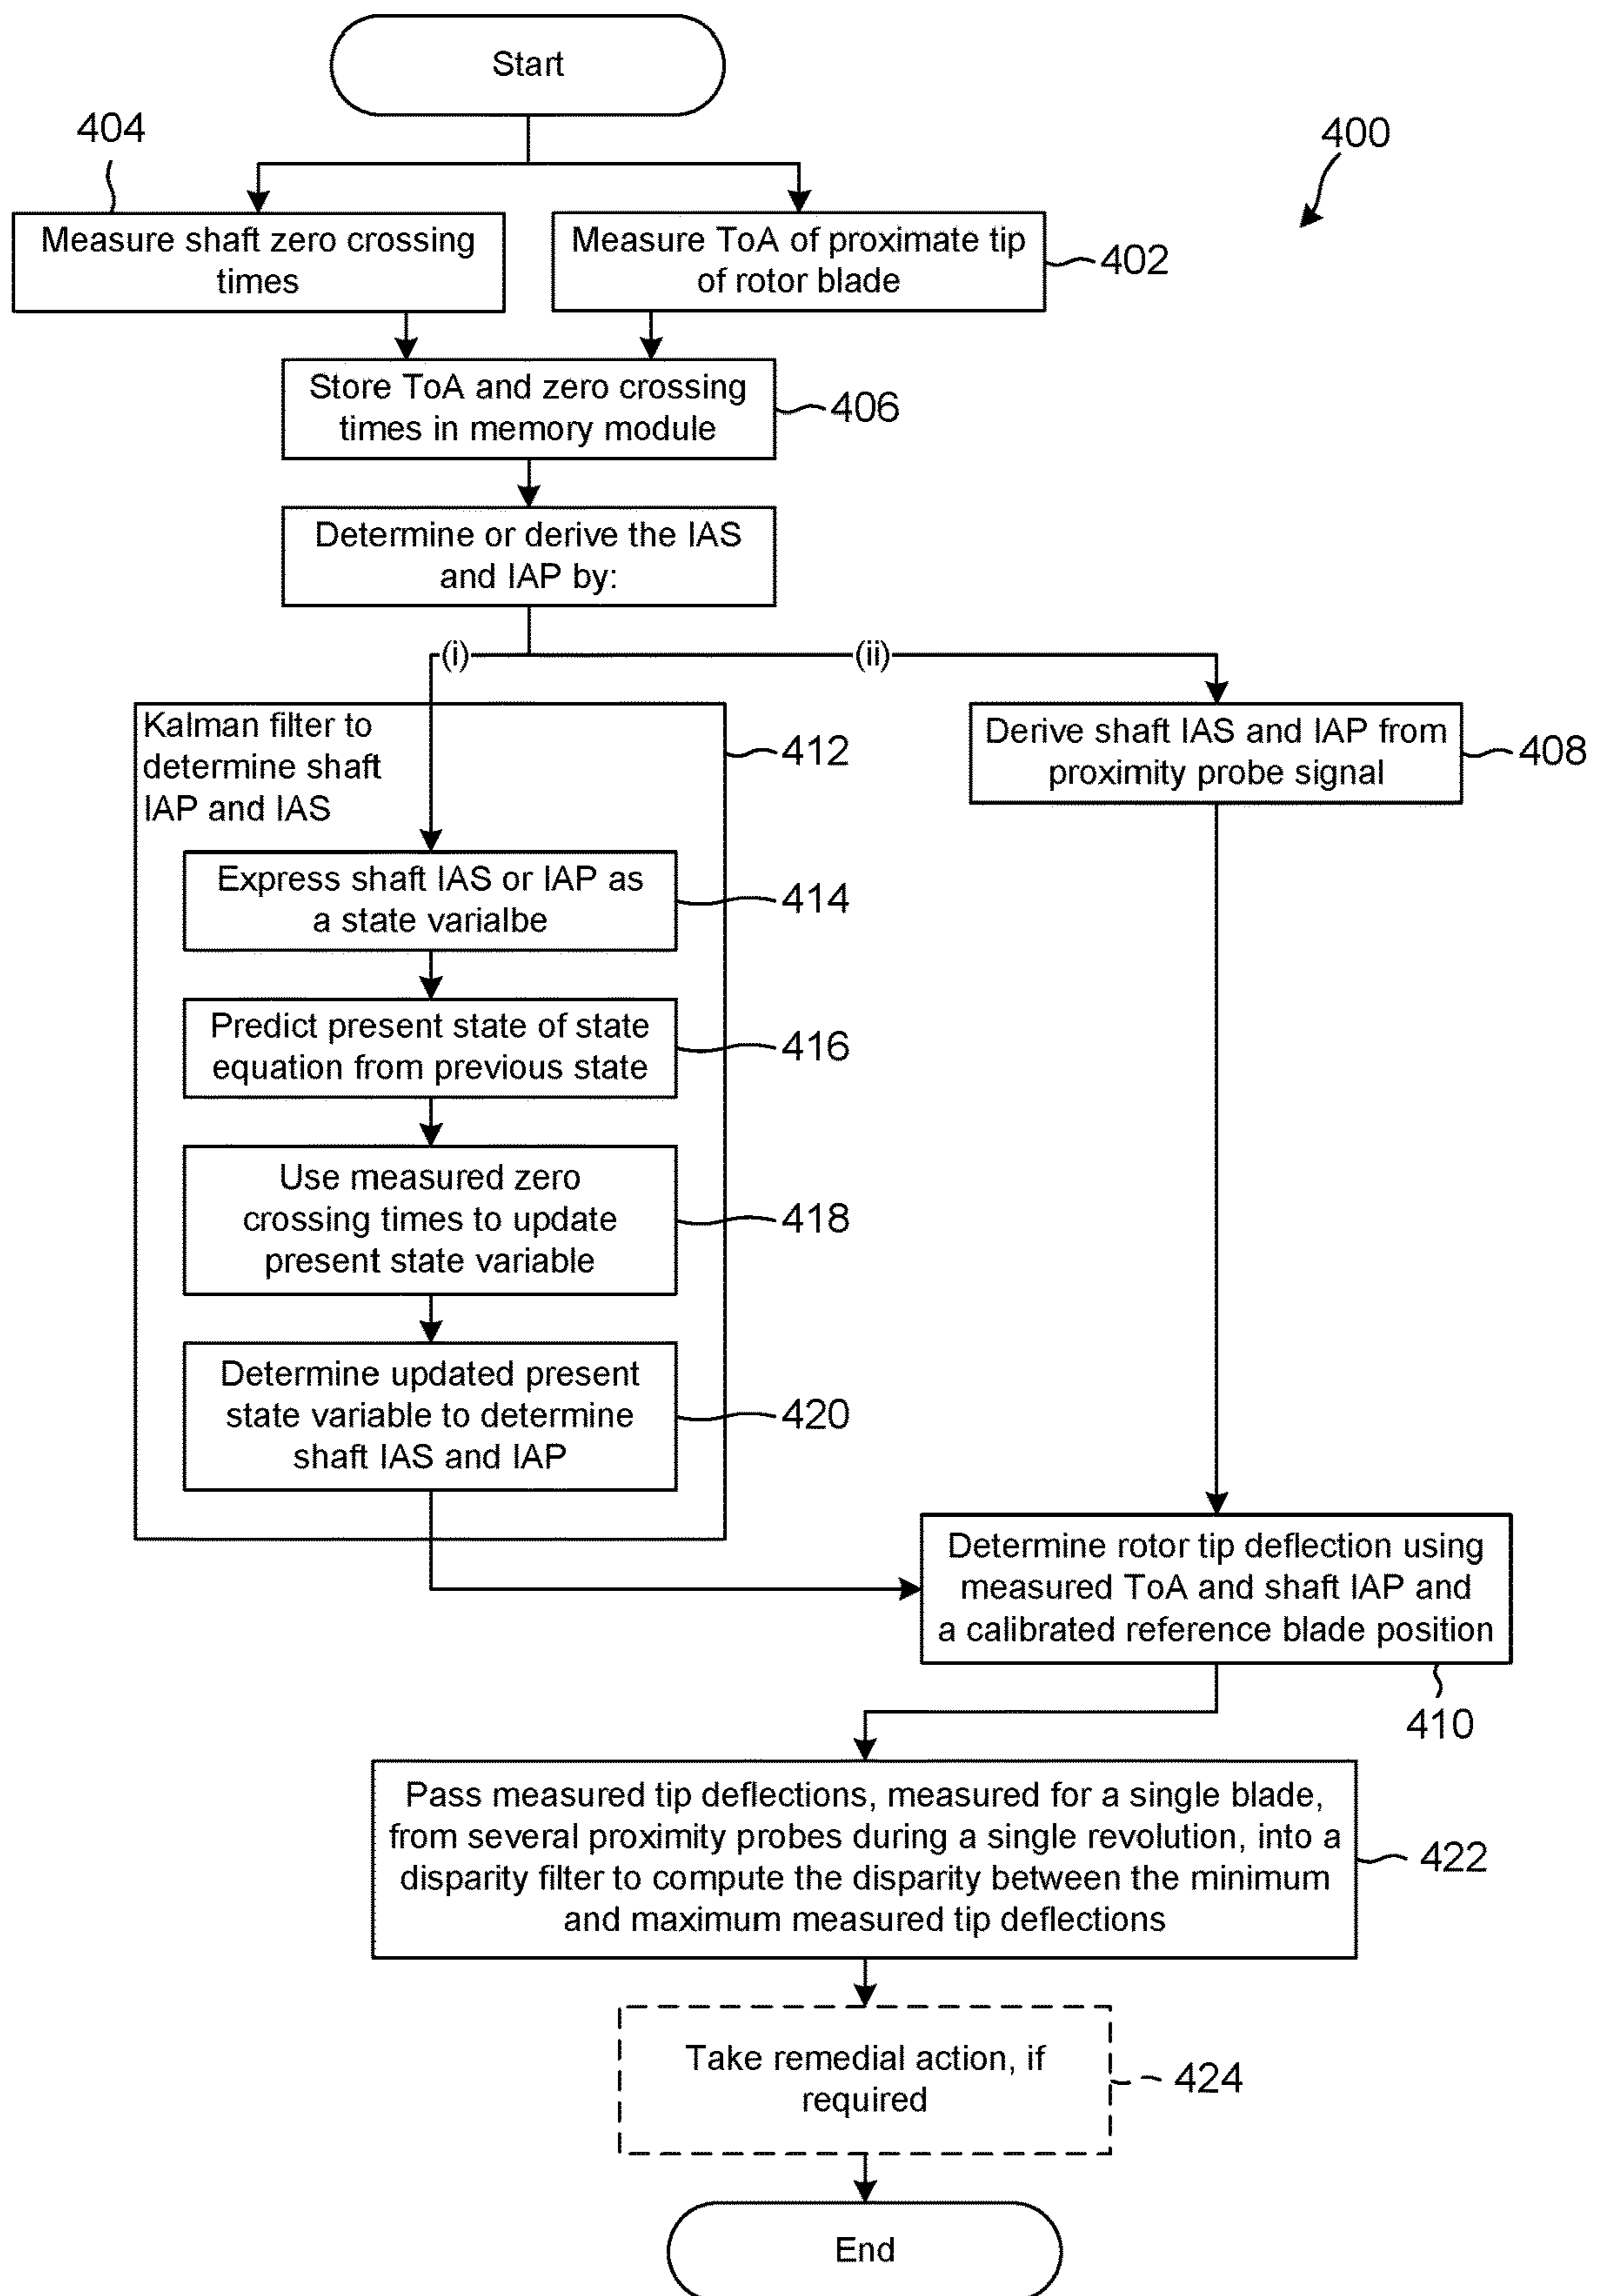 Start
404
400
Measure shaft zero crossing
times
Measure ToA of proximate tip
of rotor blade
402
Store ToA and zero crossing
times in memory module
406
Determine or derive the IAS
and IAP by:
(i)
(ii)
Kalman filter to
determine shaft
IAP and IAS
412
Derive shaft IAS and IAP from
proximity probe signal
408
Express shaft IAS or IAP as
a state varialbe
414
Predict present state of state
equation from previous state
416
Use measured zero
crossing times to update
present state variable
418
Determine updated present
state variable to determine
shaft IAS and IAP
420
Determine rotor tip deflection using
measured ToA and shaft IAP and
a calibrated reference blade position
410
Pass measured tip deflections, measured for a single blade,
from several proximity probes during a single revolution, into a
disparity filter to compute the disparity between the minimum
and maximum measured tip deflections
422
Take remedial action, if
required
424
End